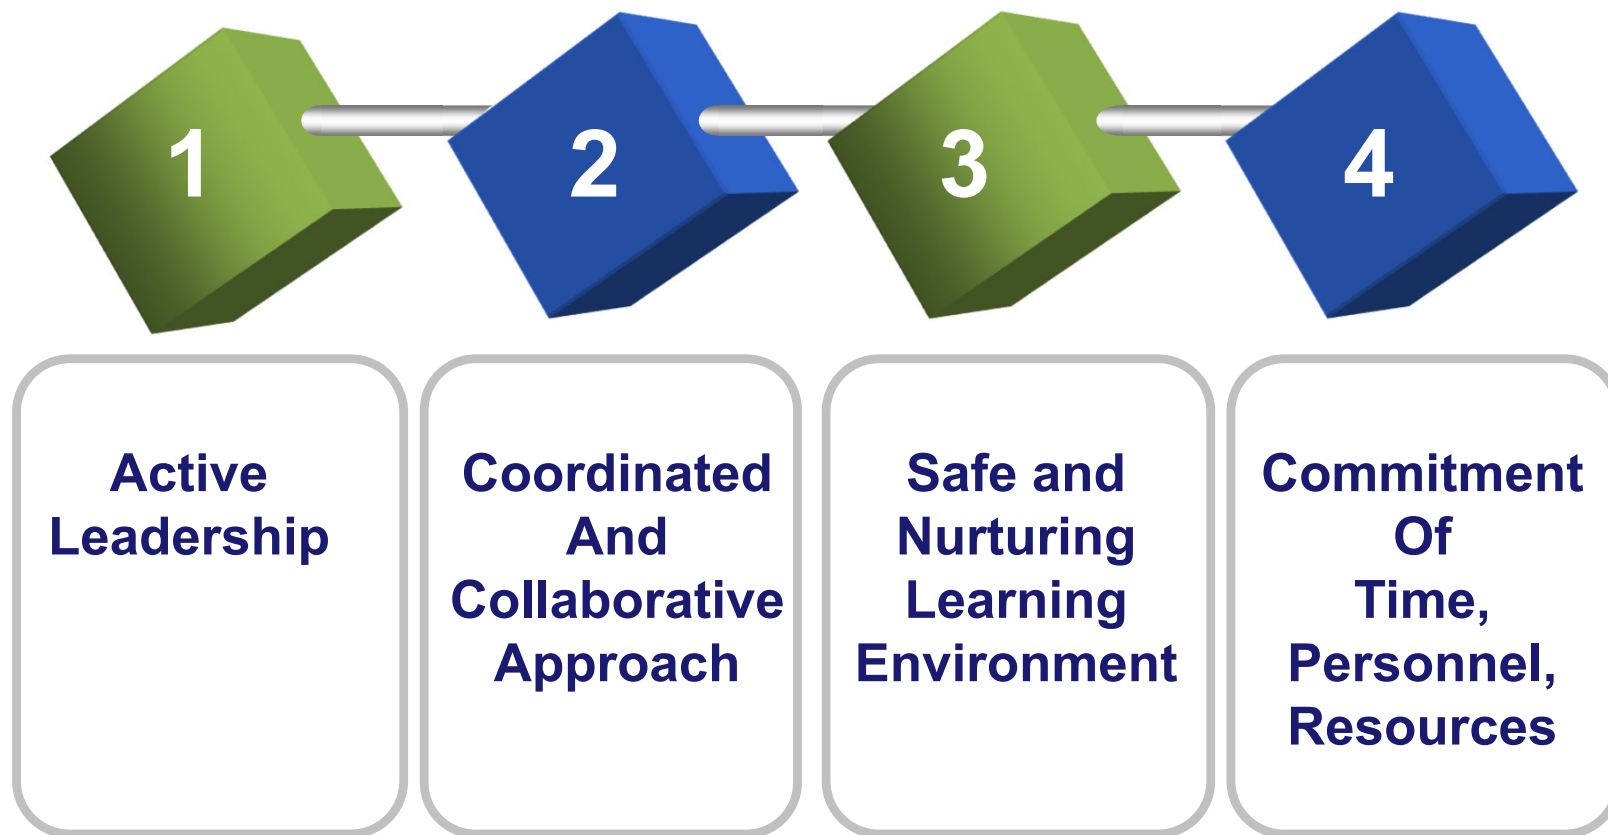 1
2
3
4
Active
Leadership
Coordinated
And
Collaborative
Approach
Safe and
Nurturing
Learning
Environment
Commitment
Of
Time,
Personnel,
Resources